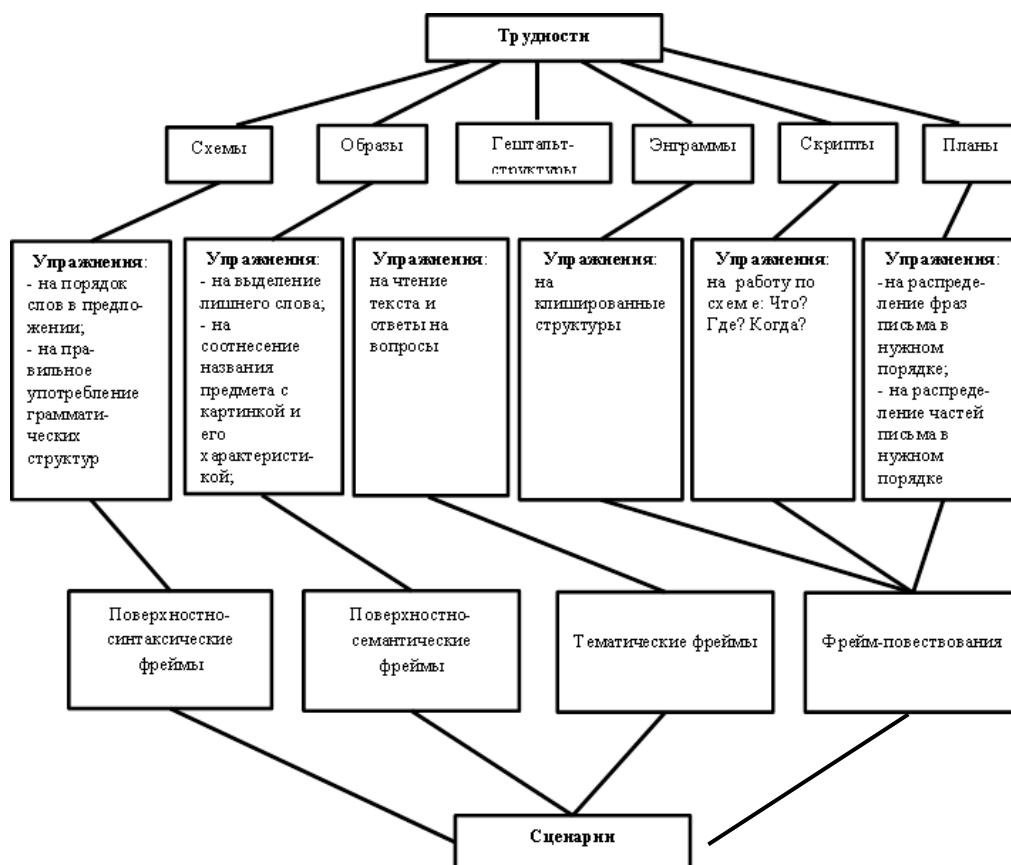 Трудности
Схемы
Образы
Гештальт-
структуры
Энграммы
Скрипты
Планы
Упражнения:
- на порядок
слов в предло-
жении;
- на пра-
вильное
употребление
граммати-
ческих
структур
Упражнения:
- на выделение
лишнего слова;
- на
соотнесение
названия
предмета с
картинкой и
его
характеристи-
кой;
Упражнения:
на чтение
текста и
ответы на
вопросы
Упражнения:
на
клишированные
структуры
Упражнения:
на работу по
схеме: Что?
Где? Когда?
Упражнения:
-на распреде-
ление фраз
письма в
нужном
порядке;
- на распреде-
ление частей
письма в
нужном
порядке
Поверхностно-
синтаксические
фреймы
Поверхностно-
семантические
фреймы
Тематические фреймы
Фрейм-повествования
Сценарии